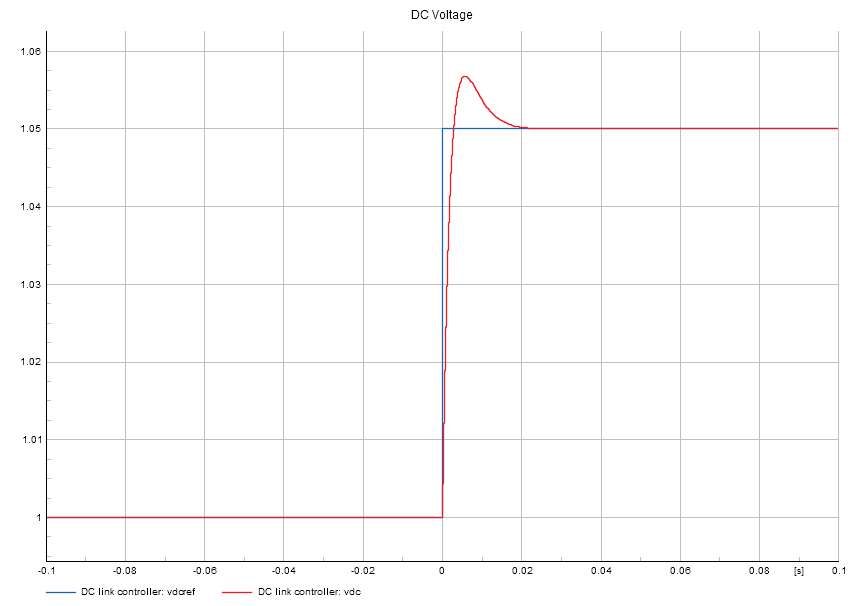 DC Voltage
1.06
1.05
1.04
1.03
1.02
1.01
1
-0.1 -0.08 -0.06 -0.04 -0.02 0 0.02 0.04 0.06 0.08 [s] 0.1
DC link controller: vdcref DC link controller: vdc